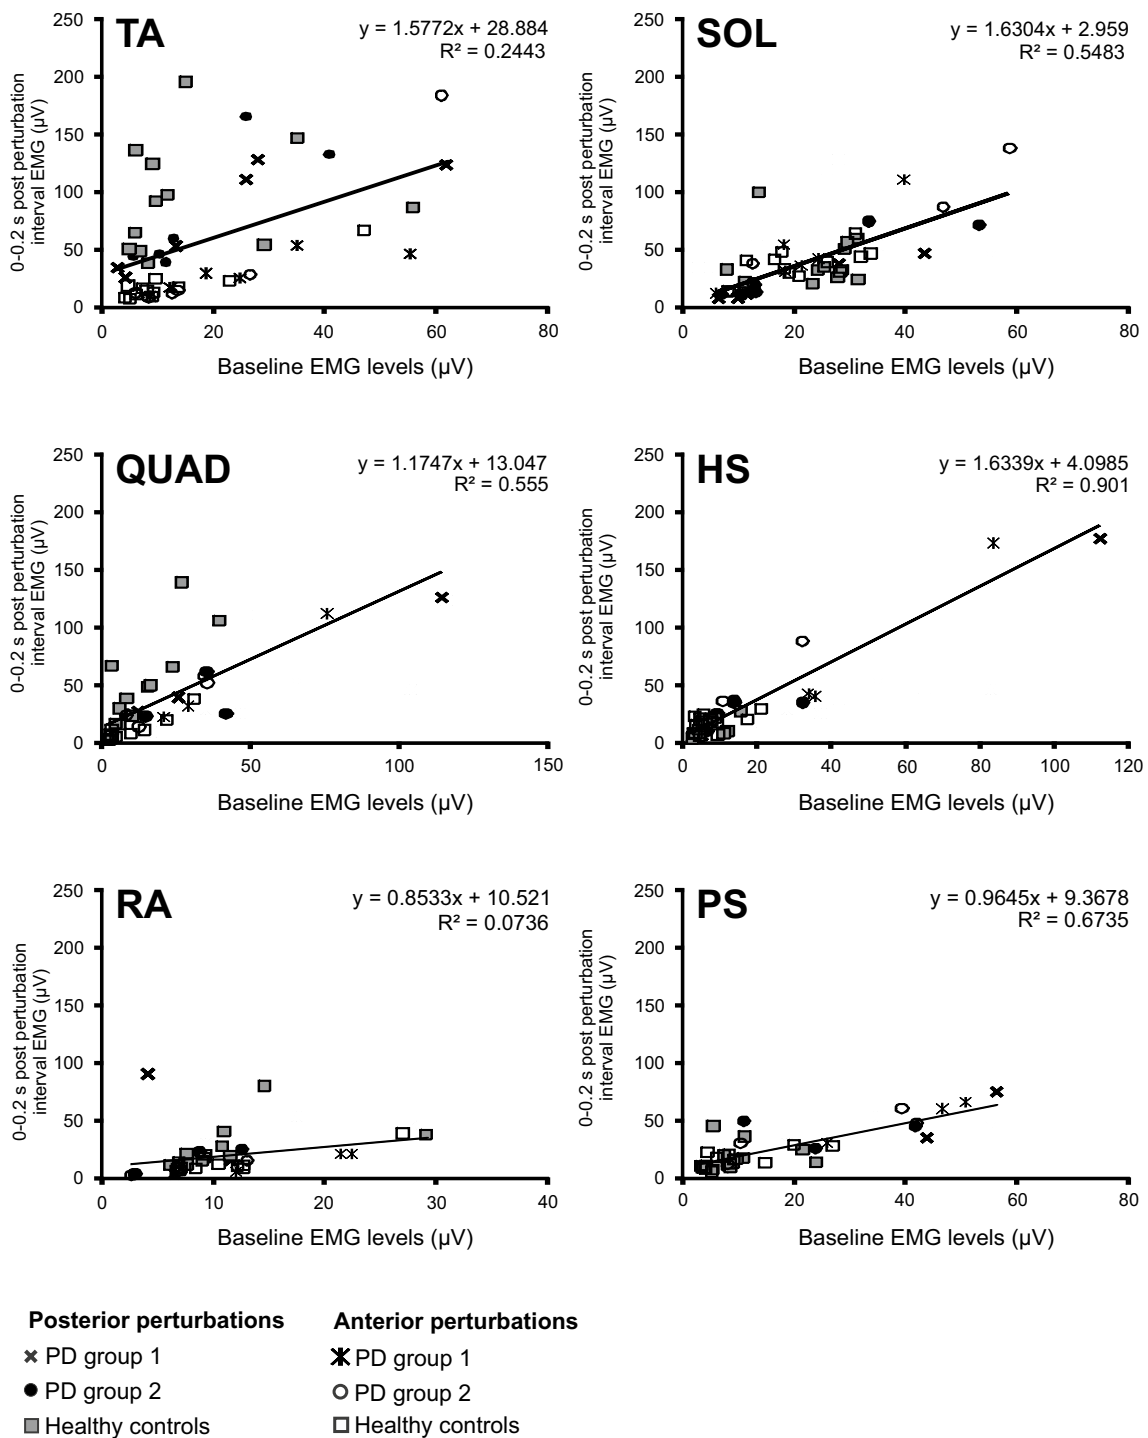 TA
y = 1.5772x + 28.884
R² = 0.2443
0-0.2 s post perturbation
interval EMG (µV)
250
200
150
100
50
0
0 20 40 60 80
Baseline EMG levels (µV)
SOL
y = 1.6304x + 2.959
R² = 0.5483
0-0.2 s post perturbation
interval EMG (µV)
250
200
150
100
50
0
0 20 40 60 80
Baseline EMG levels (µV)
QUAD
y = 1.1747x + 13.047
R² = 0.555
0-0.2 s post perturbation
interval EMG (µV)
250
200
150
100
50
0
0 50 100 150
Baseline EMG levels (µV)
HS
y = 1.6339x + 4.0985
R² = 0.901
0-0.2 s post perturbation
interval EMG (µV)
250
200
150
100
50
0
0 20 40 60 80 100 120
Baseline EMG levels (µV)
RA
y = 0.8533x + 10.521
R² = 0.0736
0-0.2 s post perturbation
interval EMG (µV)
250
200
150
100
50
0
0 10 20 30 40
Baseline EMG levels (µV)
PS
y = 0.9645x + 9.3678
R² = 0.6735
0-0.2 s post perturbation
interval EMG (µV)
250
200
150
100
50
0
0 20 40 60 80
Baseline EMG levels (µV)
Posterior perturbations
PD group 1
PD group 2
Healthy controls
Anterior perturbations
PD group 1
PD group 2
Healthy controls